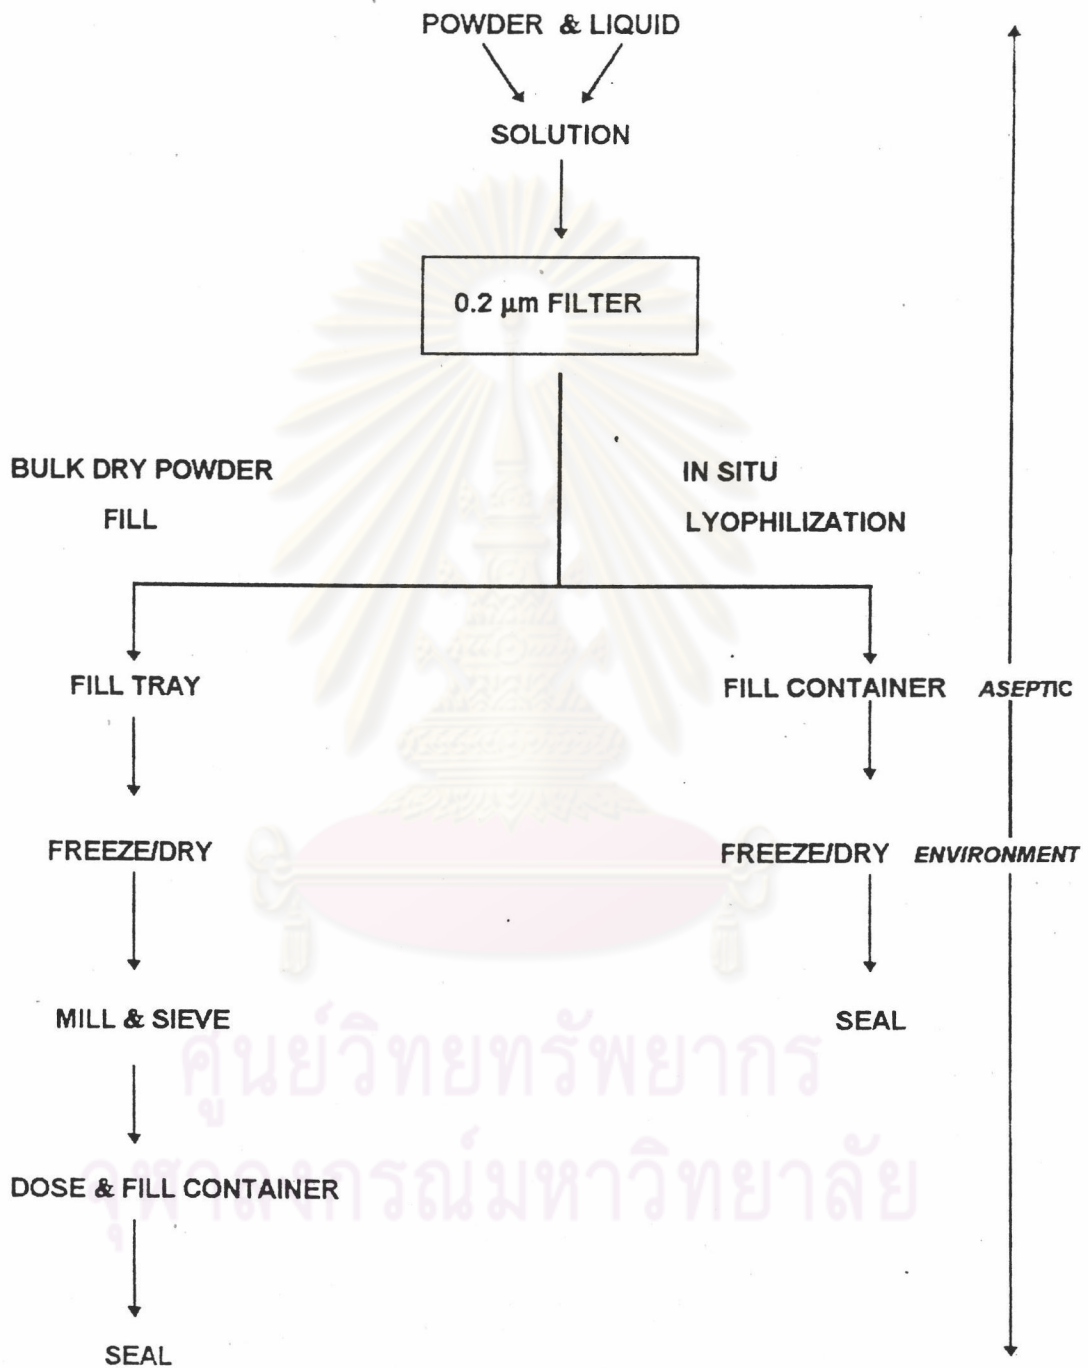 POWDER & LIQUID
SOLUTION
0.2 µm FILTER
BULK DRY POWDER
FILL
IN SITU
LYOPHILIZATION
FILL TRAY
FILL CONTAINER
ASEPTIC
FREEZE/DRY
FREEZE/DRY
ENVIRONMENT
MILL & SIEVE
SEAL
ศูนย์วิทยทรัพยากร
จุฬาลงกรณ์มหาวิทยาลัย
DOSE & FILL CONTAINER
SEAL